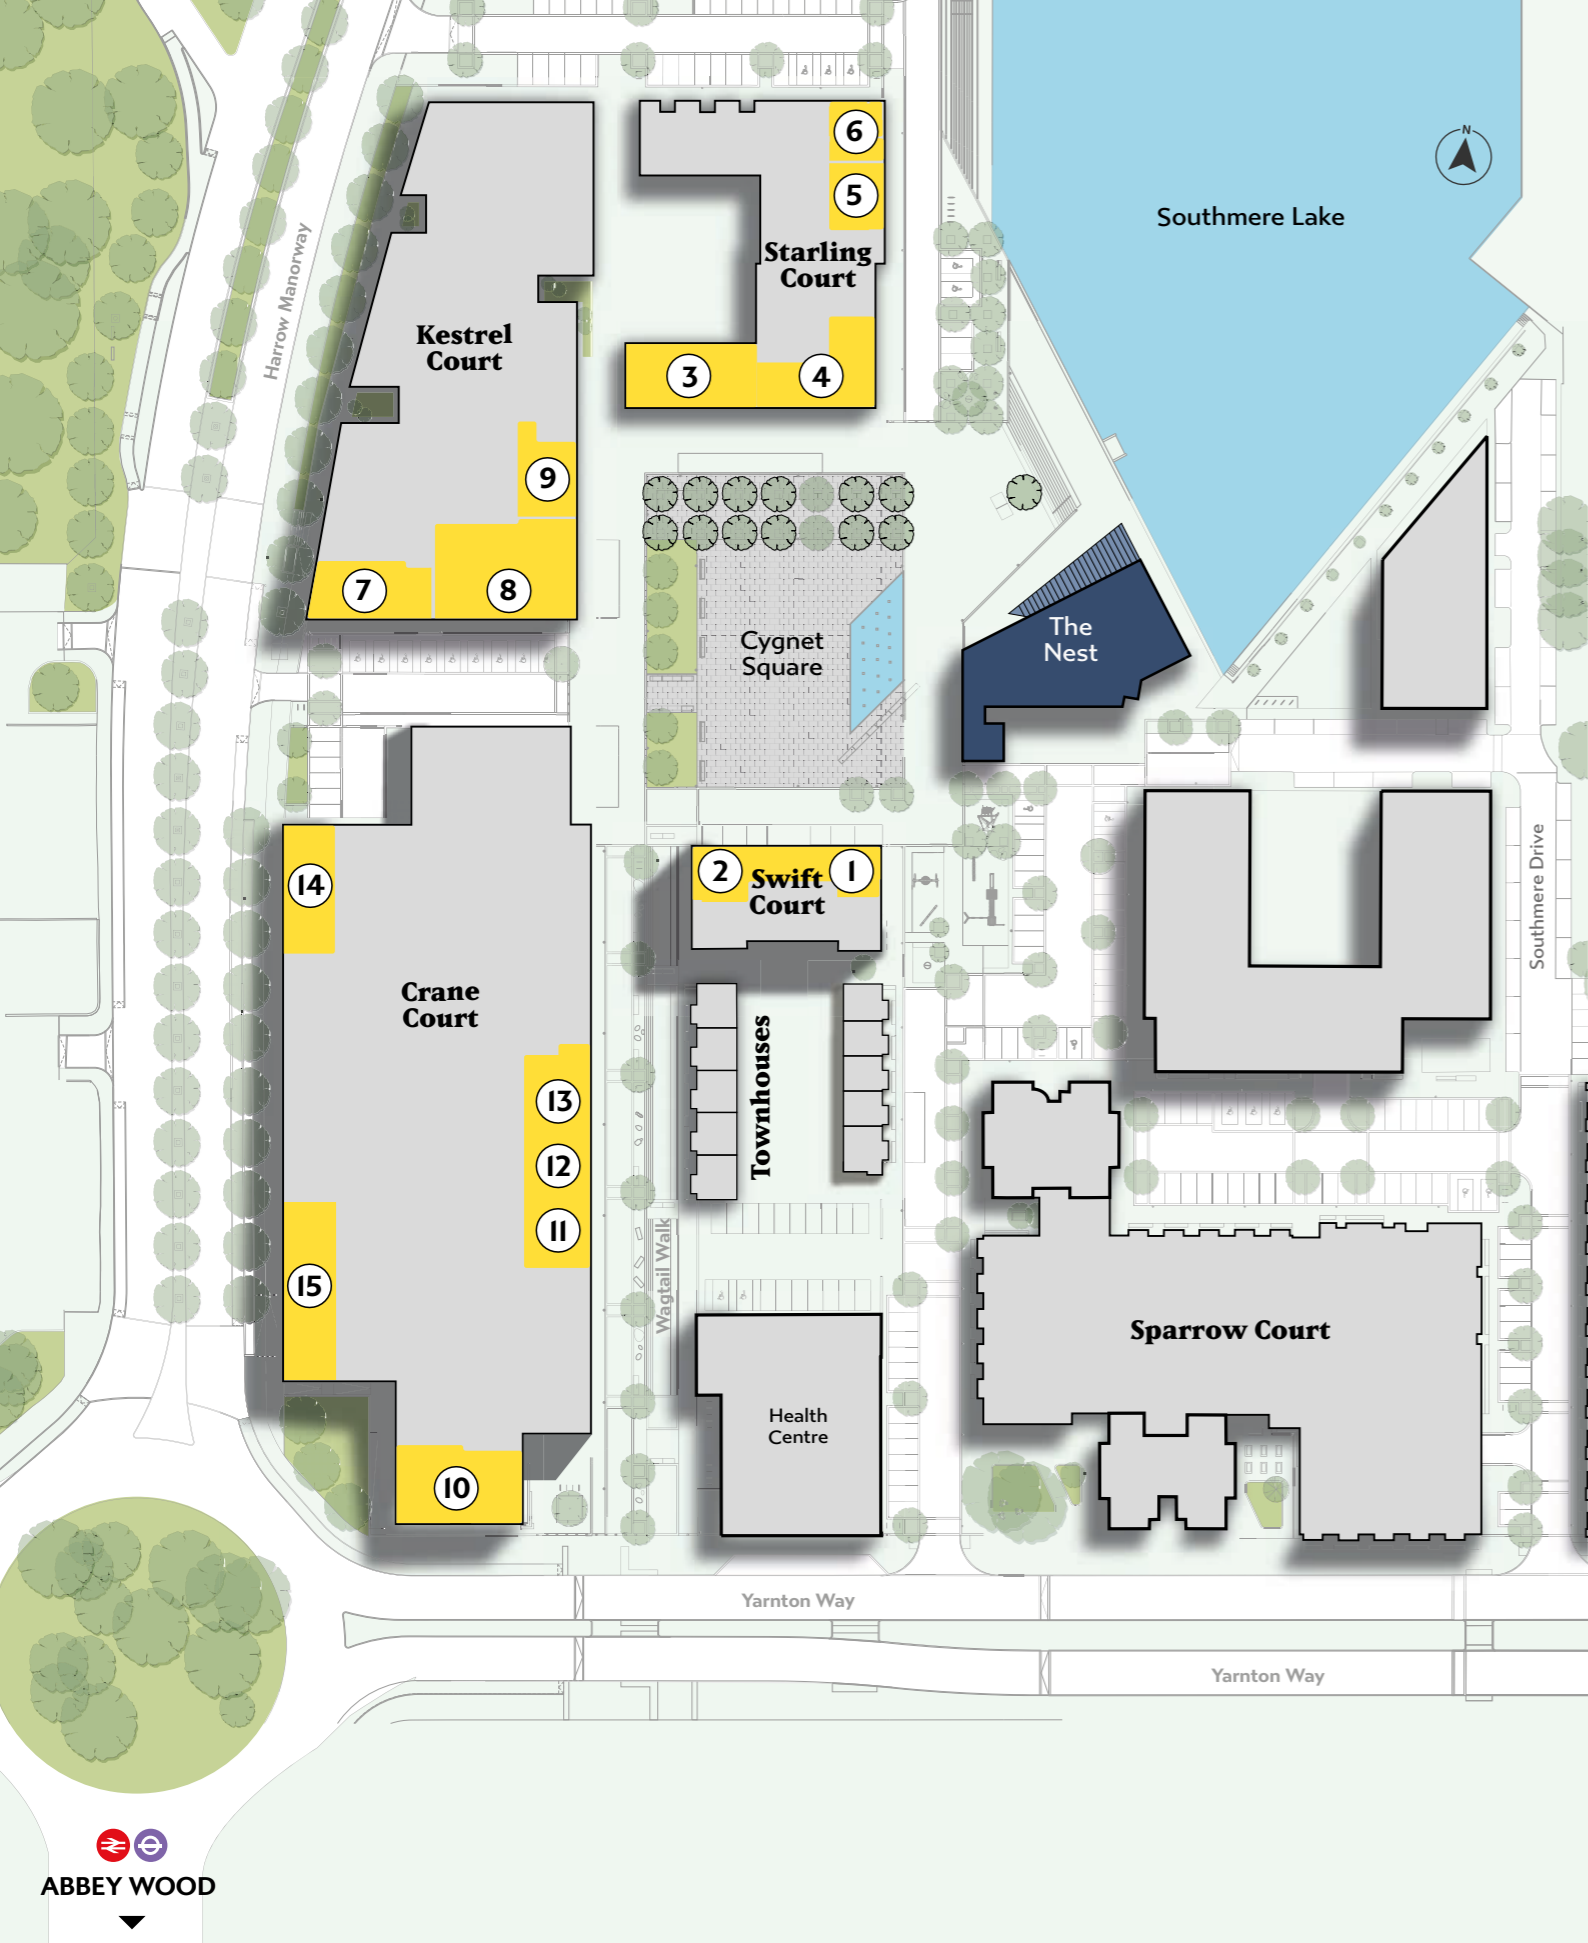 N
6
5
Southmere Lake
Starling
Court
Harrow Manorway
Kestrel
Court
3
4
9
7
8
Cygnet
Square
The
Nest
2
Swift
Court
1
14
Southmere Drive
Crane
Court
Townhouses
13
12
11
15
Wagtail Walk
Sparrow Court
Health
Centre
10
Yarnton Way
Yarnton Way
ABBEY WOOD